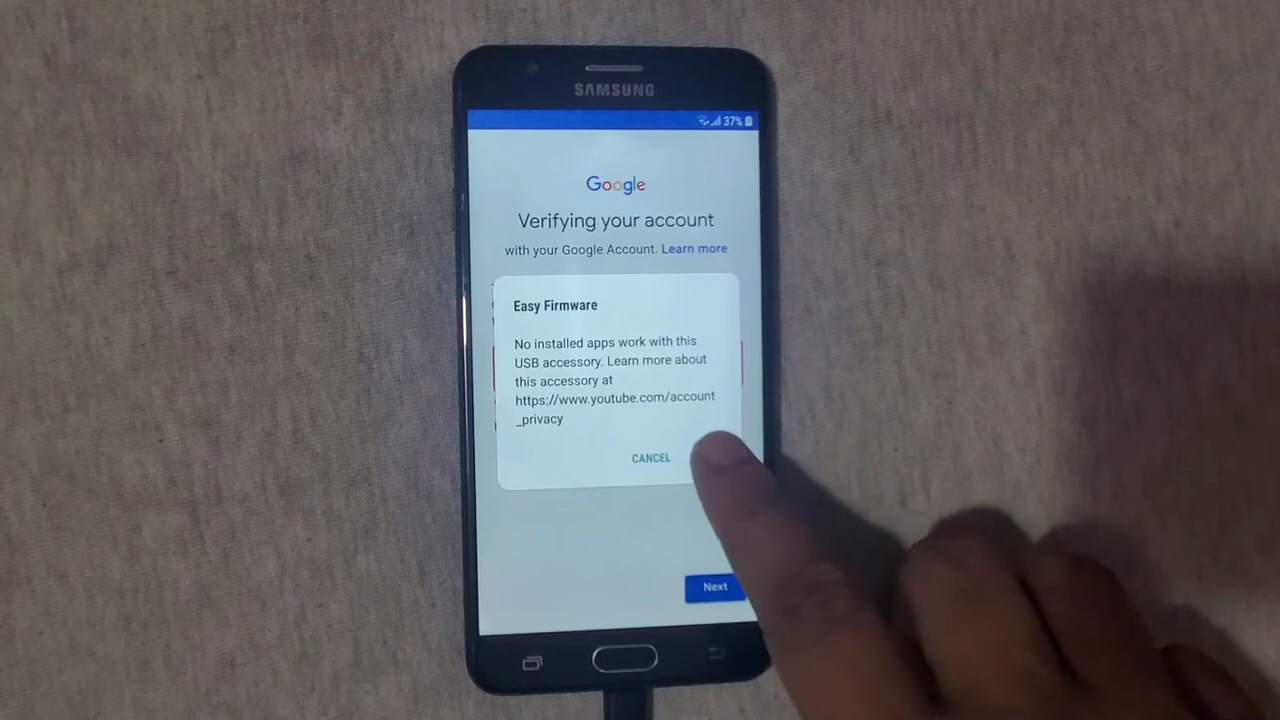 SAMSUNG
37%
Google
Verifying your account
with your Google Account. Learn more
Easy Firmware
No installed apps work with this
USB accessory. Learn more about
this accessory at
https://www.youtube.com/account
_privacy
CANCEL
Next